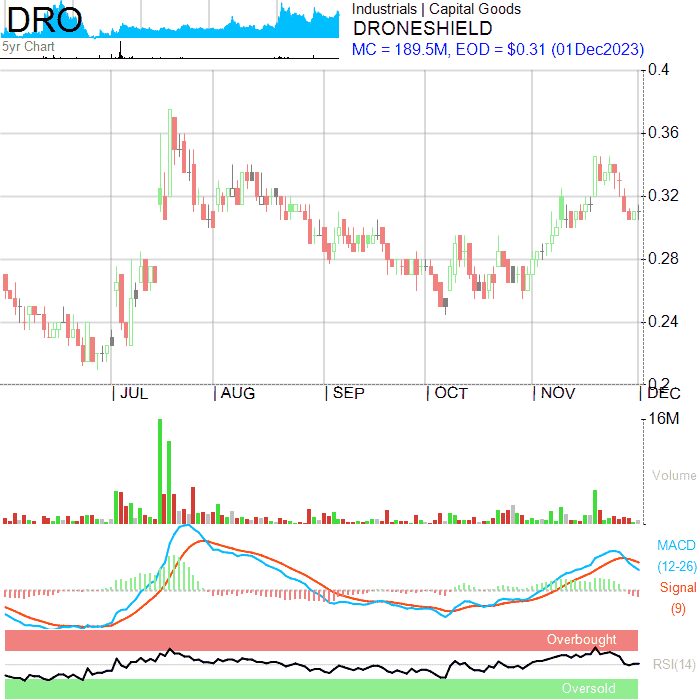 DRO
5yr Chart
Industrials | Capital Goods
DRONESHIELD
MC = 189.5M, EOD = $0.31 (01Dec2023)
0.4
0.36
0.32
0.28
0.24
0.2
JUL AUG SEP OCT NOV DEC
16M
Volume
MACD
(12-26)
Signal
(9)
Overbought
RSI(14)
Oversold